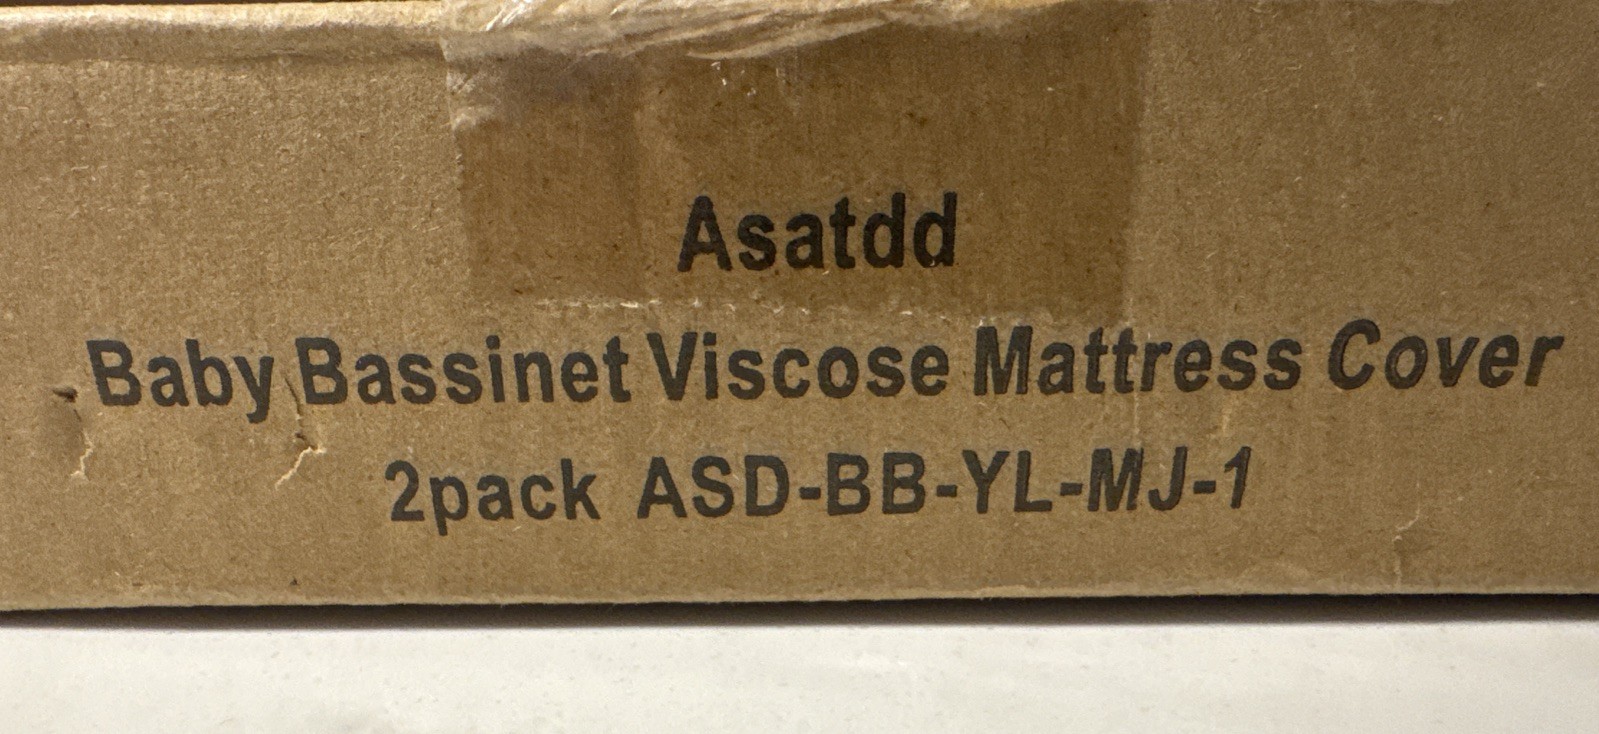 Asatdd
Baby Bassinet Viscose Mattress Cover
2pack ASD-BB-YL-MJ-1